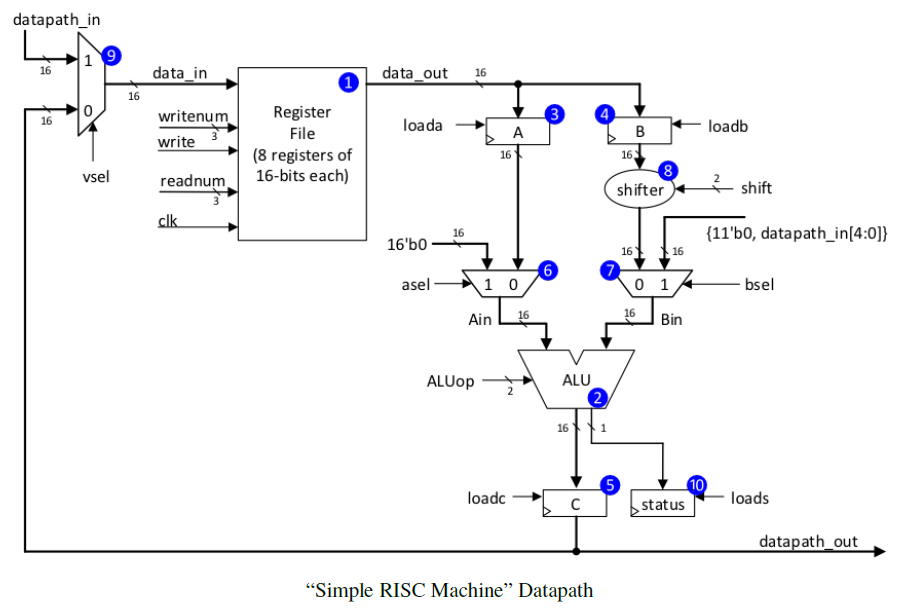 datapath_in
16
1
9
16
0
vsel
data_in
16
writenum
3
write
readnum
3
clk
1
Register
File
(8 registers of
16-bits each)
data_out
16
loada
A
3
16
4
B
loadb
16
8
shifter
2
shift
16'b0
16
{11'b0, datapath_in[4:0]}
16
16
asel
1 0
6
7
0 1
bsel
Ain
16
16
Bin
ALUop
2
ALU
2
16
1
loadc
C
5
status
10
loads
datapath_out
“Simple RISC Machine” Datapath